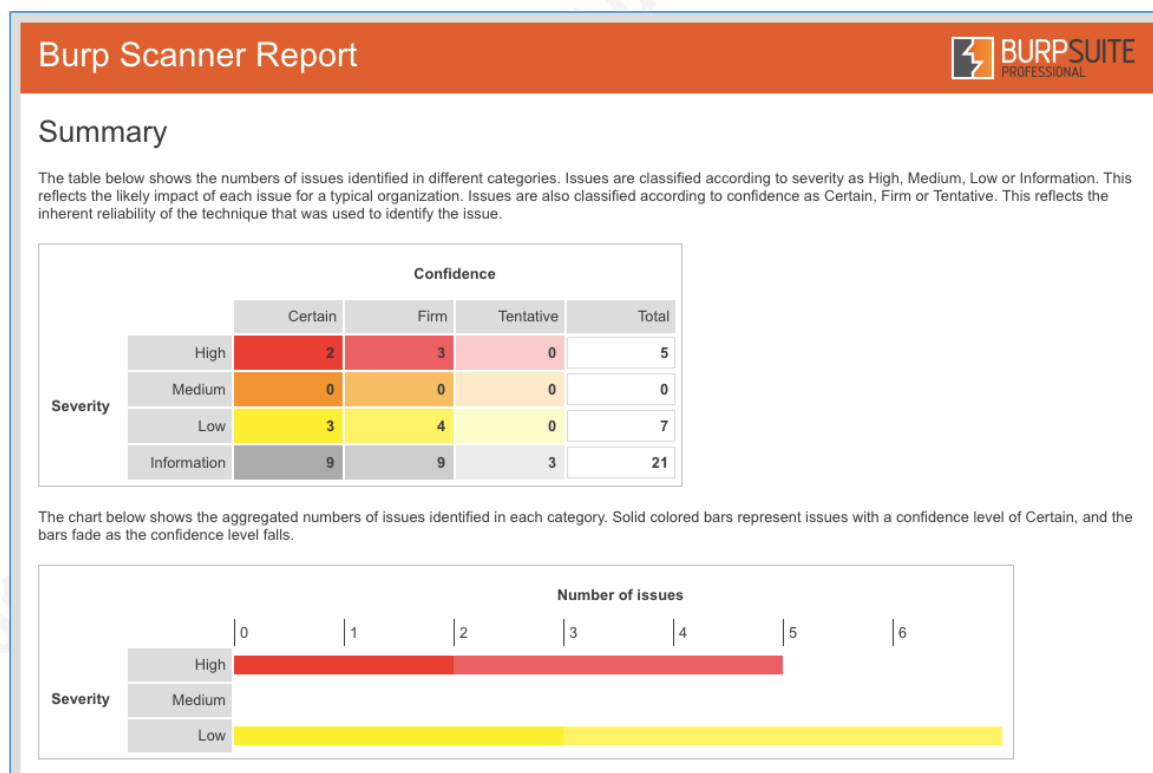 Burp Scanner Report
BURPSUITE
PROFESSIONAL
Summary
The table below shows the numbers of issues identified in different categories. Issues are classified according to severity as High, Medium, Low or Information. This
reflects the likely impact of each issue for a typical organization. Issues are also classified according to confidence as Certain, Firm or Tentative. This reflects the
inherent reliability of the technique that was used to identify the issue.
Confidence
Certain Firm Tentative Total
High 2 3 0 5
Medium 0 0 0 0
Severity
Low 3 4 0 7
Information 9 9 3 21
The chart below shows the aggregated numbers of issues identified in each category. Solid colored bars represent issues with a confidence level of Certain, and the
bars fade as the confidence level falls.
Number of issues
0 1 2 3 4 5 6
High
Severity Medium
Low